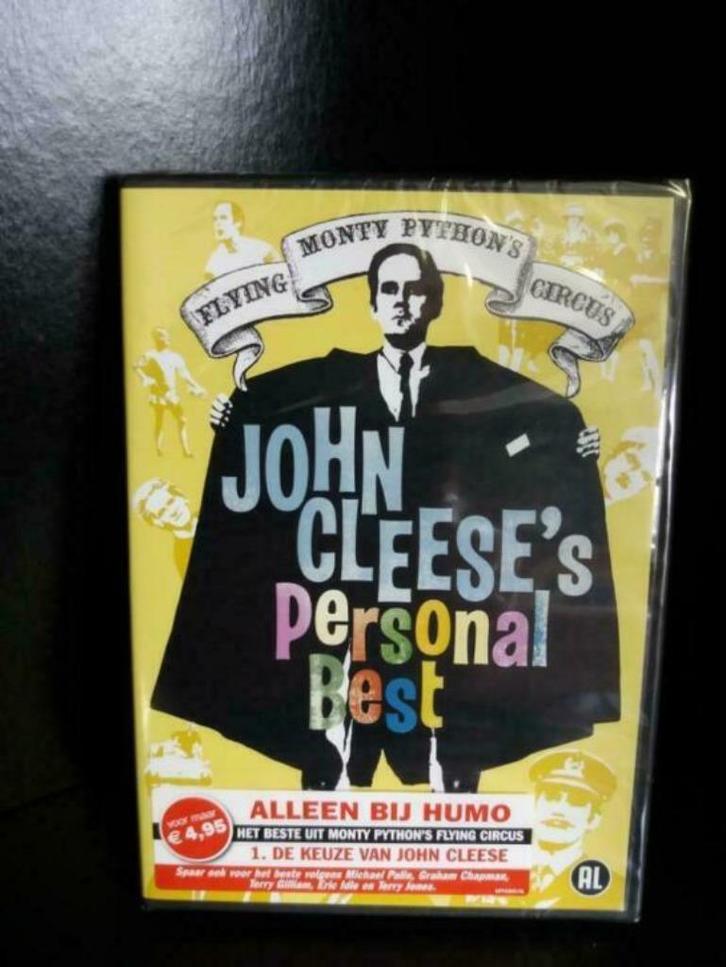 FLYING MONTY PYTHON'S CIRCUS
JOHN
CLEESE's
Personal
Best
voor maar
€ 4,95
ALLEEN BIJ HUMO
HET BESTE UIT MONTY PYTHON'S FLYING CIRCUS
1. DE KEUZE VAN JOHN CLEESE
Spaar ook voor het beste volgens Michael Palin, Graham Chapman,
Terry Gilliam, Eric Idle en Terry Jones.
AL